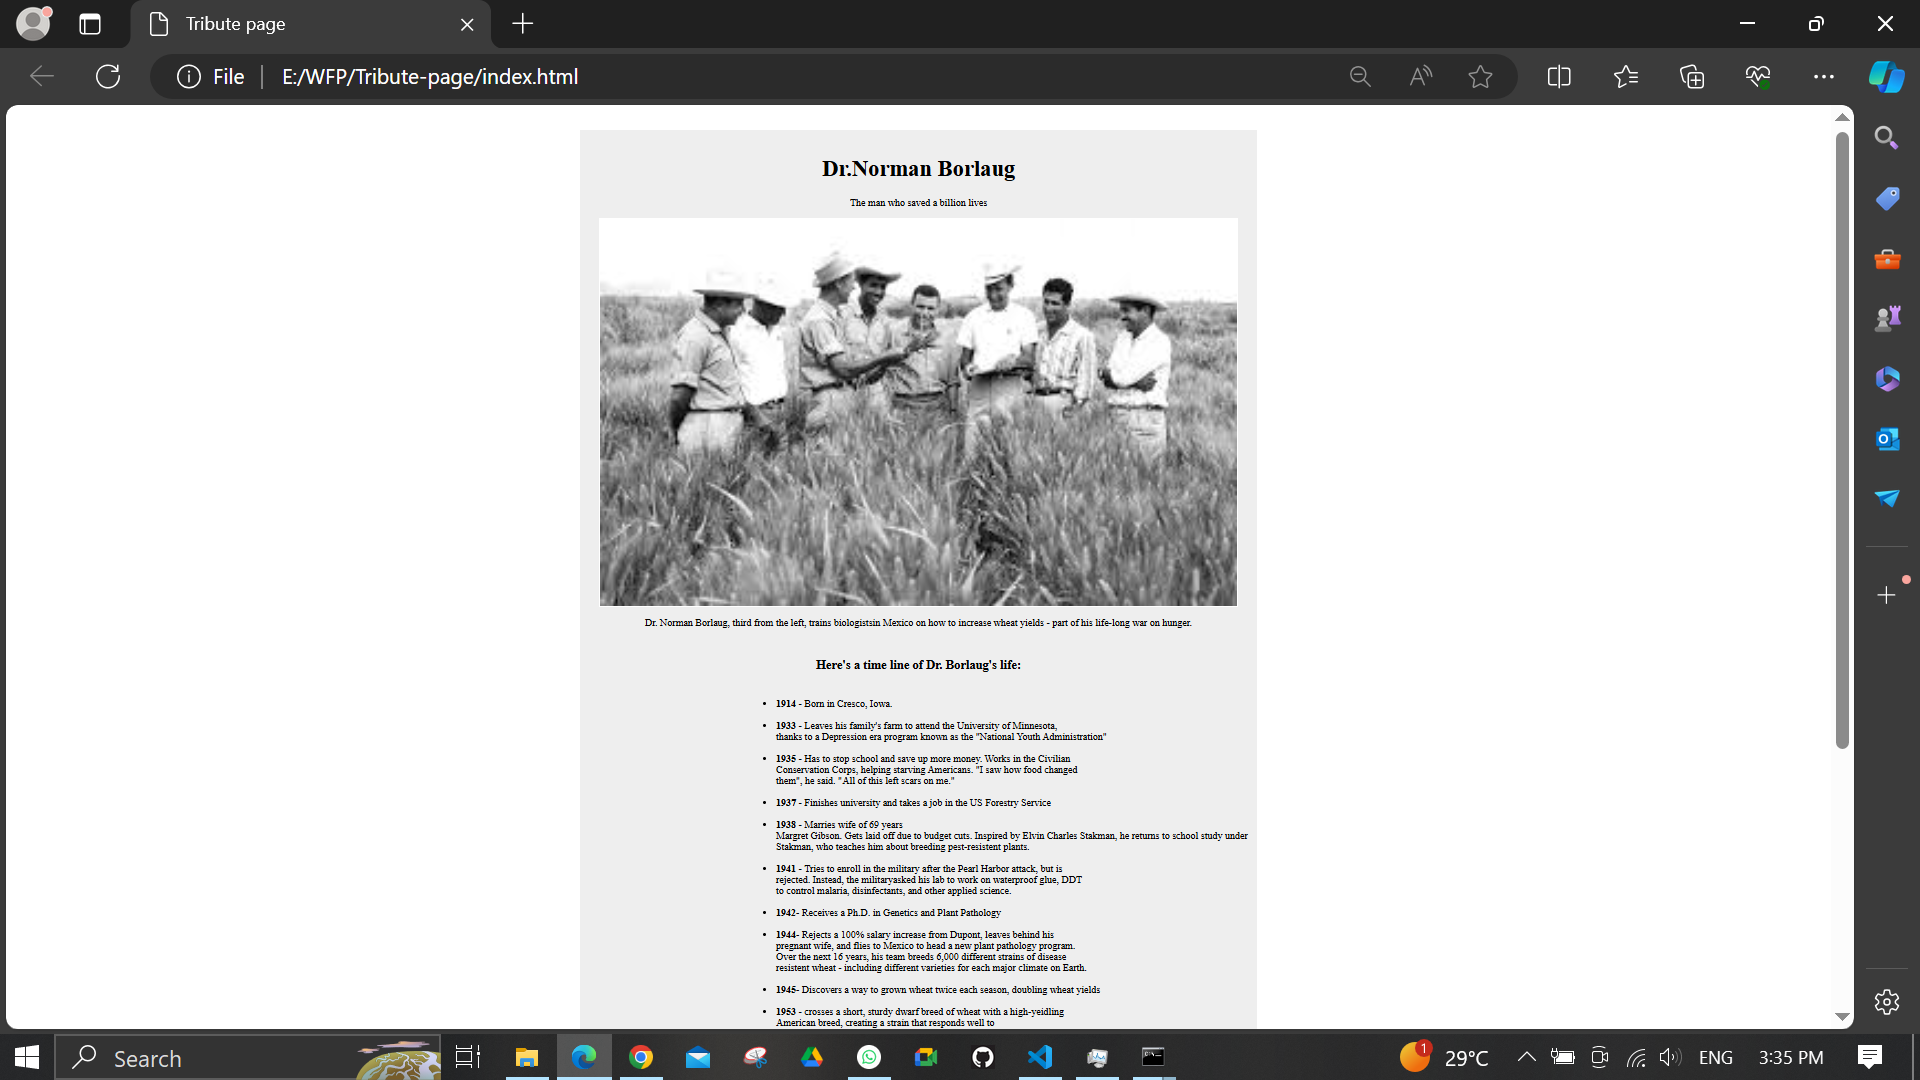 Tribute page
File
E:/WFP/Tribute-page/index.html
Dr.Norman Borlaug
The man who saved a billion lives
Dr. Norman Borlaug, third from the left, trains biologistsin Mexico on how to increase wheat yields - part of his life-long war on hunger.
Here's a time line of Dr. Borlaug's life:
• 1914 - Born in Cresco, Iowa.
• 1933 - Leaves his family's farm to attend the University of Minnesota,
thanks to a Depression era program known as the "National Youth Administration"
• 1935 - Has to stop school and save up more money. Works in the Civilian
Conservation Corps, helping starving Americans. "I saw how food changed
them", he said. "All of this left scars on me."
• 1937 - Finishes university and takes a job in the US Forestry Service
• 1938 - Marries wife of 69 years
Margret Gibson. Gets laid off due to budget cuts. Inspired by Elvin Charles Stakman, he returns to school study under
Stakman, who teaches him about breeding pest-resistent plants.
• 1941 - Tries to enroll in the military after the Pearl Harbor attack, but is
rejected. Instead, the militaryasked his lab to work on waterproof glue, DDT
to control malaria, disinfectants, and other applied science.
• 1942- Receives a Ph.D. in Genetics and Plant Pathology
• 1944- Rejects a 100% salary increase from Dupont, leaves behind his
pregnant wife, and flies to Mexico to head a new plant pathology program.
Over the next 16 years, his team breeds 6,000 different strains of disease
resistent wheat - including different varieties for each major climate on Earth.
• 1945- Discovers a way to grown wheat twice each season, doubling wheat yields
• 1953 - crosses a short, sturdy dwarf breed of wheat with a high-yeidling
American breed, creating a strain that responds well to
Search
1
29°C
ENG
3:35 PM